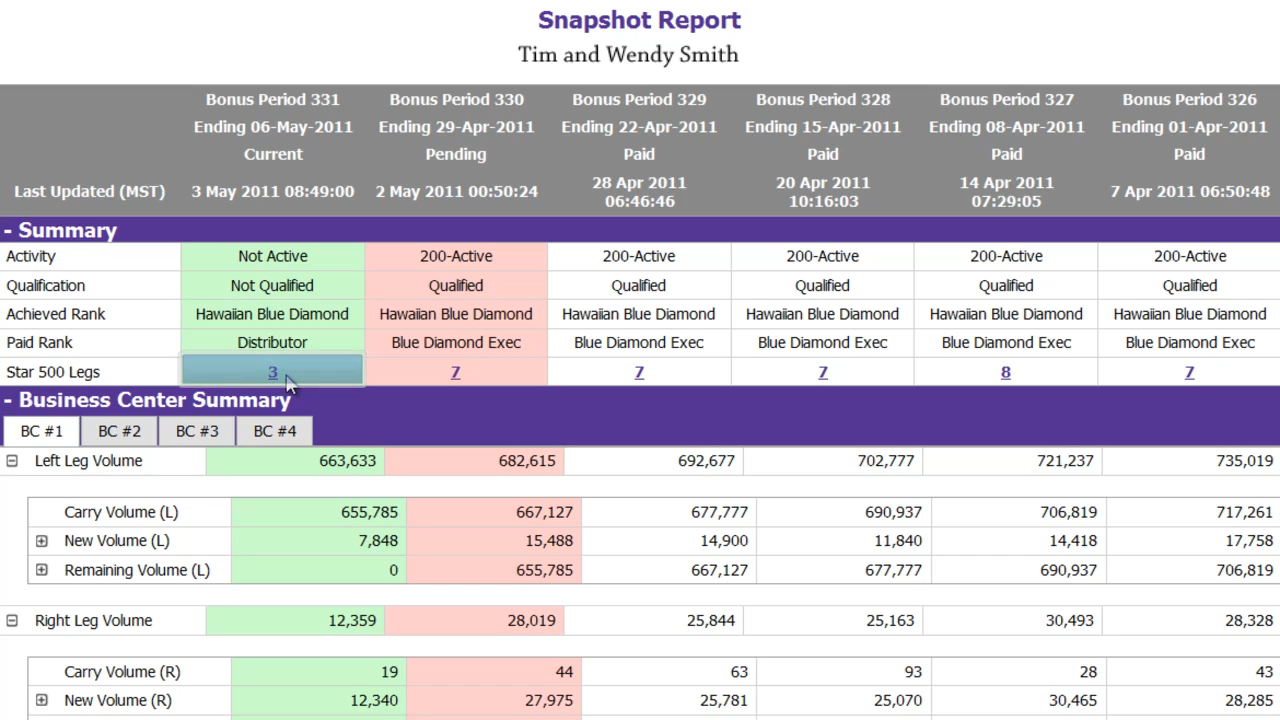 Snapshot Report
Tim and Wendy Smith
Bonus Period 331 Bonus Period 330 Bonus Period 329 Bonus Period 328 Bonus Period 327 Bonus Period 326
Ending 06-May-2011 Ending 29-Apr-2011 Ending 22-Apr-2011 Ending 15-Apr-2011 Ending 08-Apr-2011 Ending 01-Apr-2011
Current Pending Paid Paid Paid Paid
Last Updated (MST) 3 May 2011 08:49:00 2 May 2011 00:50:24 28 Apr 2011 06:46:46 20 Apr 2011 10:16:03 14 Apr 2011 07:29:05 7 Apr 2011 06:50:48
- Summary
Activity Not Active 200-Active 200-Active 200-Active 200-Active 200-Active
Qualification Not Qualified Qualified Qualified Qualified Qualified Qualified
Achieved Rank Hawaiian Blue Diamond Hawaiian Blue Diamond Hawaiian Blue Diamond Hawaiian Blue Diamond Hawaiian Blue Diamond Hawaiian Blue Diamond
Paid Rank Distributor Blue Diamond Exec Blue Diamond Exec Blue Diamond Exec Blue Diamond Exec Blue Diamond Exec
Star 500 Legs 3 7 7 7 8 7
- Business Center Summary
BC #1 BC #2 BC #3 BC #4
Left Leg Volume 663,633 682,615 692,677 702,777 721,237 735,019
Carry Volume (L) 655,785 667,127 677,777 690,937 706,819 717,261
New Volume (L) 7,848 15,488 14,900 11,840 14,418 17,758
Remaining Volume (L) 0 655,785 667,127 677,777 690,937 706,819
Right Leg Volume 12,359 28,019 25,844 25,163 30,493 28,328
Carry Volume (R) 19 44 63 93 28 43
New Volume (R) 12,340 27,975 25,781 25,070 30,465 28,285